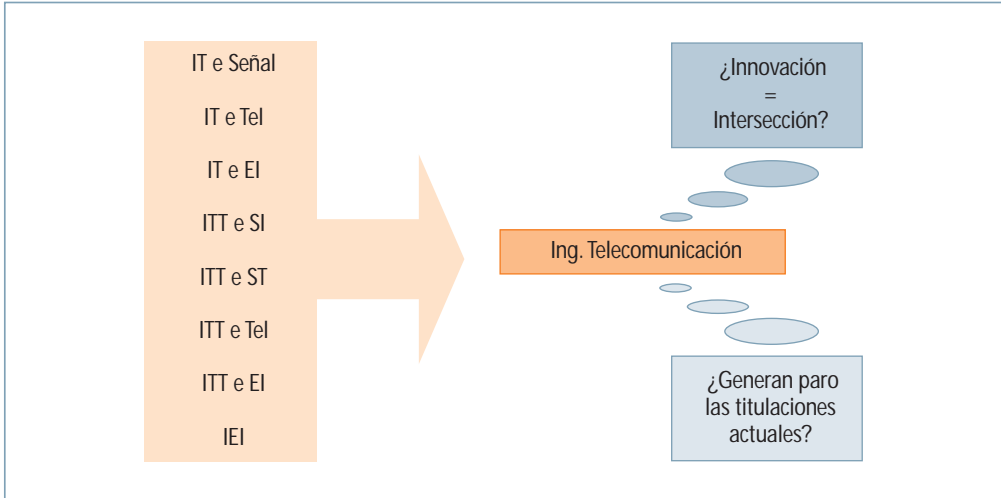 IT e Señal
IT e Tel
IT e EI
ITT e SI
ITT e ST
ITT e Tel
ITT e EI
IEI
Ing. Telecomunicación
¿Innovación
=
Intersección?
¿Generan paro
las titulaciones
actuales?